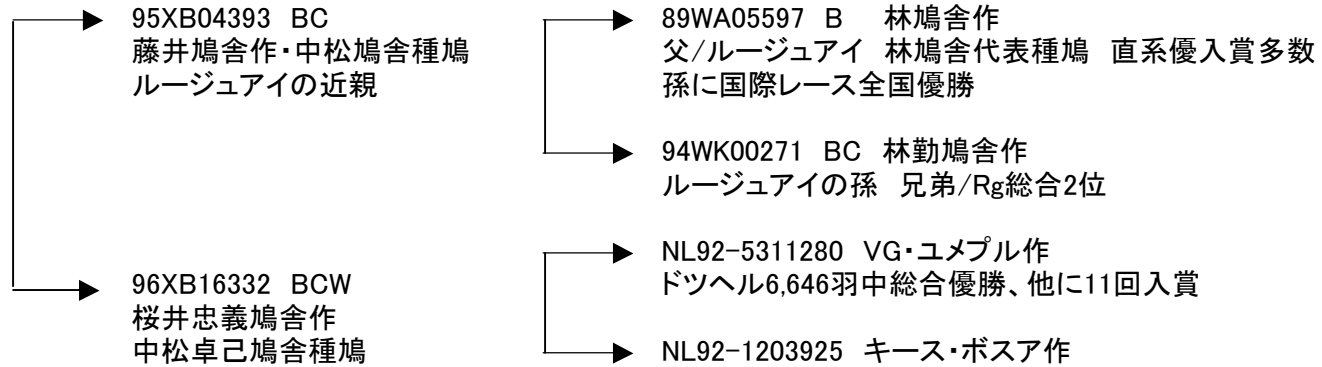 95XB04393 BC
藤井鳩舎作・中松鳩舎種鳩
ルージュアイの近親
96XB16332 BCW
桜井忠義鳩舎作
中松卓己鳩舎種鳩
89WA05597 B 林鳩舎作
父/ルージュアイ 林鳩舎代表種鳩 直系優入賞多数
孫に国際レース全国優勝
94WK00271 BC 林勤鳩舎作
ルージュアイの孫 兄弟/Rg総合2位
NL92-5311280 VG・ユメプル作
ドツヘル6,646羽中総合優勝、他に11回入賞
NL92-1203925 キース・ボスア作